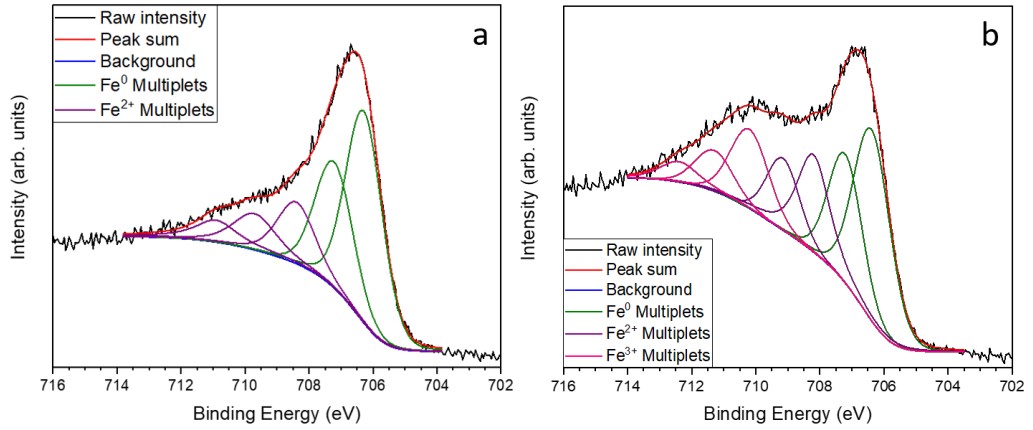 a
Raw intensity
Peak sum
Background
Fe⁰ Multiplets
Fe²⁺ Multiplets
Intensity (arb. units)
716 714 712 710 708 706 704 702
Binding Energy (eV)
b
Intensity (arb. units)
Raw intensity
Peak sum
Background
Fe⁰ Multiplets
Fe²⁺ Multiplets
Fe³⁺ Multiplets
716 714 712 710 708 706 704 702
Binding Energy (eV)